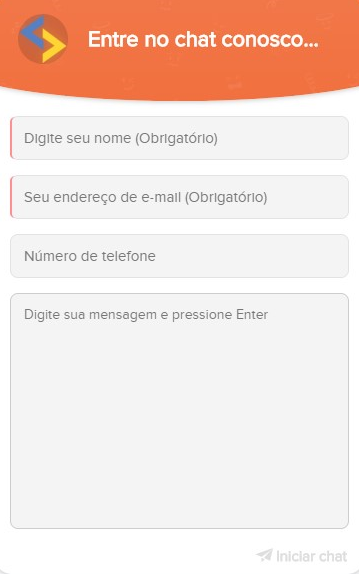 Entre no chat conosco...
Digite seu nome (Obrigatório)
Seu endereço de e-mail (Obrigatório)
Número de telefone
Digite sua mensagem e pressione Enter
Iniciar chat